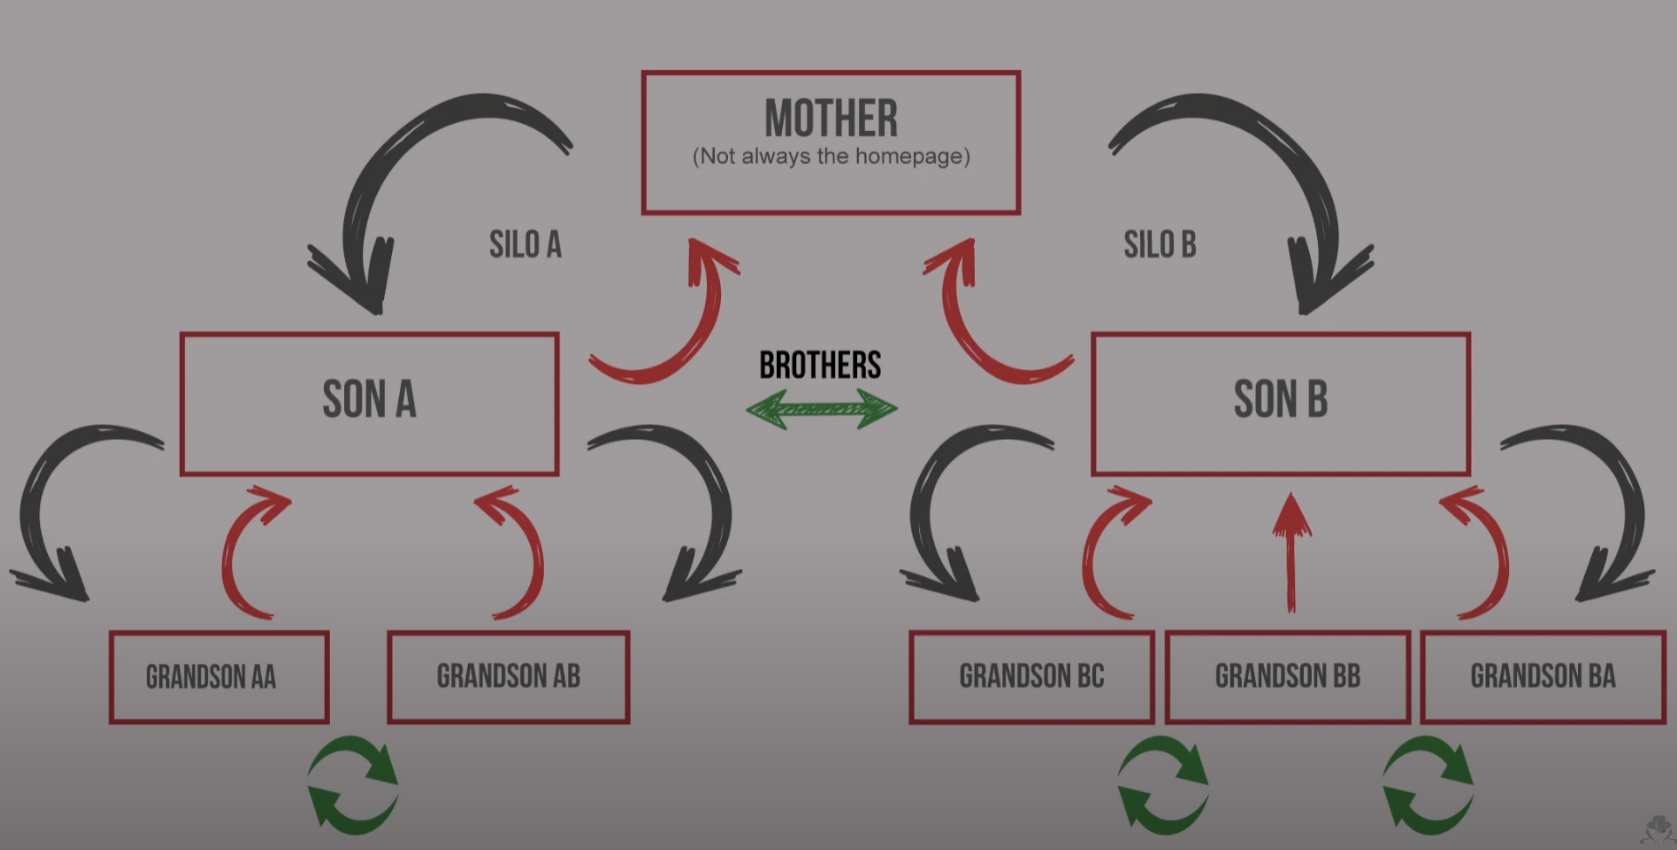 MOTHER
(Not always the homepage)
SILO A
SILO B
BROTHERS
SON A
SON B
GRANDSON AA
GRANDSON AB
GRANDSON BC
GRANDSON BB
GRANDSON BA